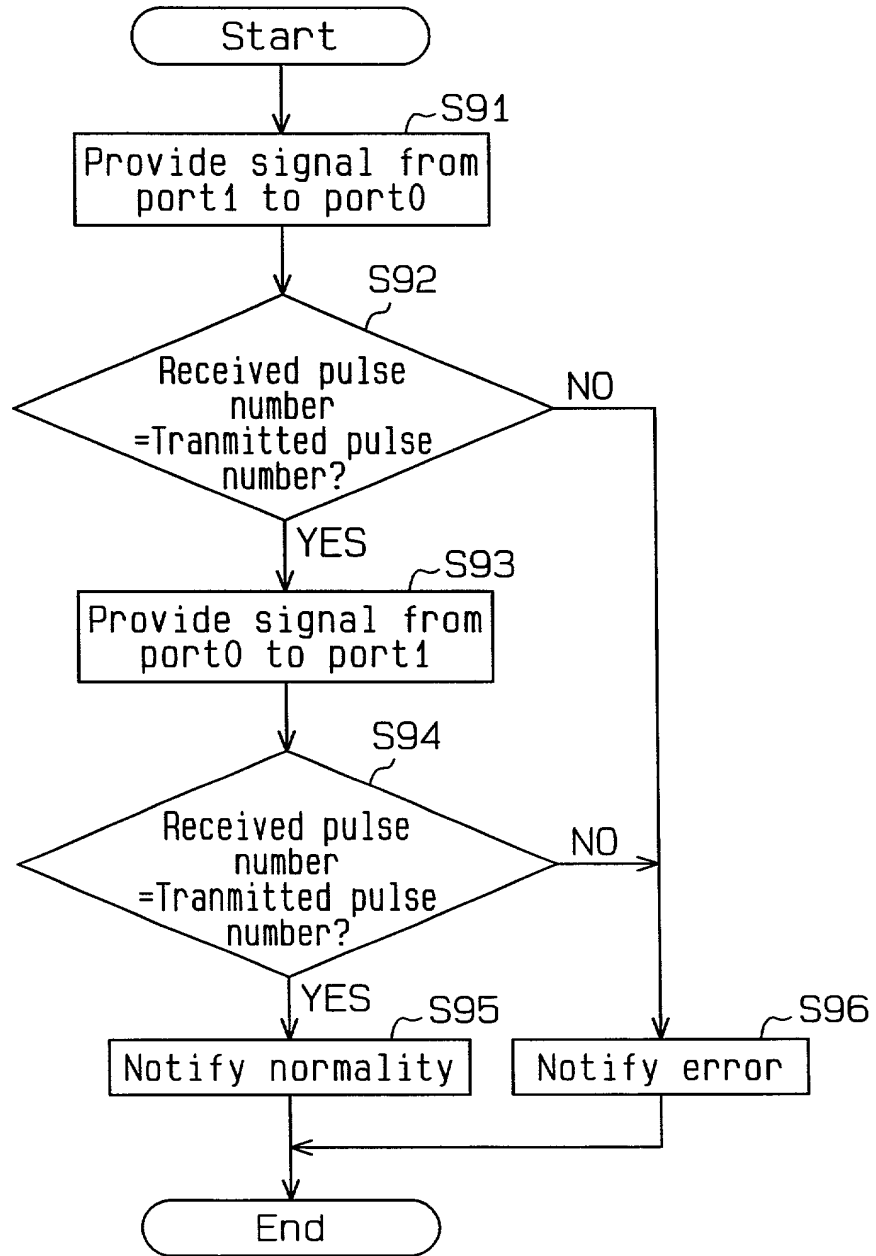 Start
S91
Provide signal from
port1 to port0
S92
Received pulse
number
=Tranmitted pulse
number?
NO
YES
S93
Provide signal from
port0 to port1
S94
Received pulse
number
=Tranmitted pulse
number?
NO
YES
S95
Notify normality
S96
Notify error
End